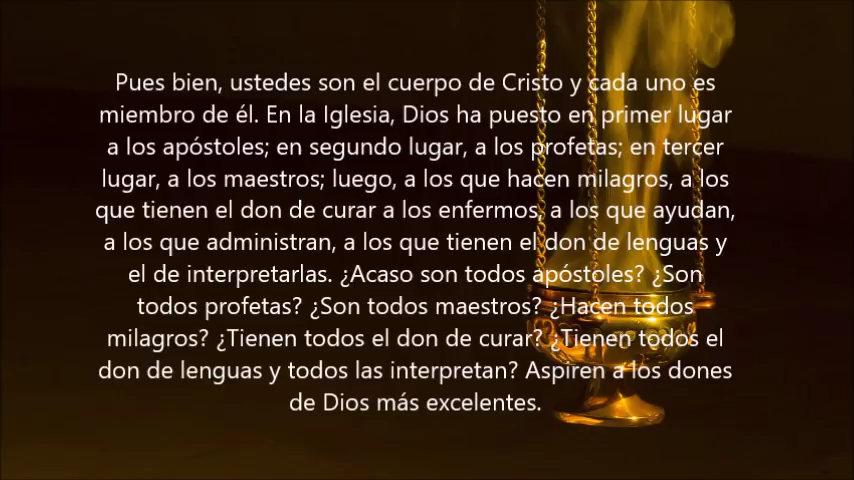 Pues bien, ustedes son el cuerpo de Cristo y cada uno es
miembro de él. En la Iglesia, Dios ha puesto en primer lugar
a los apóstoles; en segundo lugar, a los profetas; en tercer
lugar, a los maestros; luego, a los que hacen milagros, a los
que tienen el don de curar a los enfermos, a los que ayudan,
a los que administran, a los que tienen el don de lenguas y
el de interpretarlas. ¿Acaso son todos apóstoles? ¿Son
todos profetas? ¿Son todos maestros? ¿Hacen todos
milagros? ¿Tienen todos el don de curar? ¿Tienen todos el
don de lenguas y todos las interpretan? Aspiren a los dones
de Dios más excelentes.